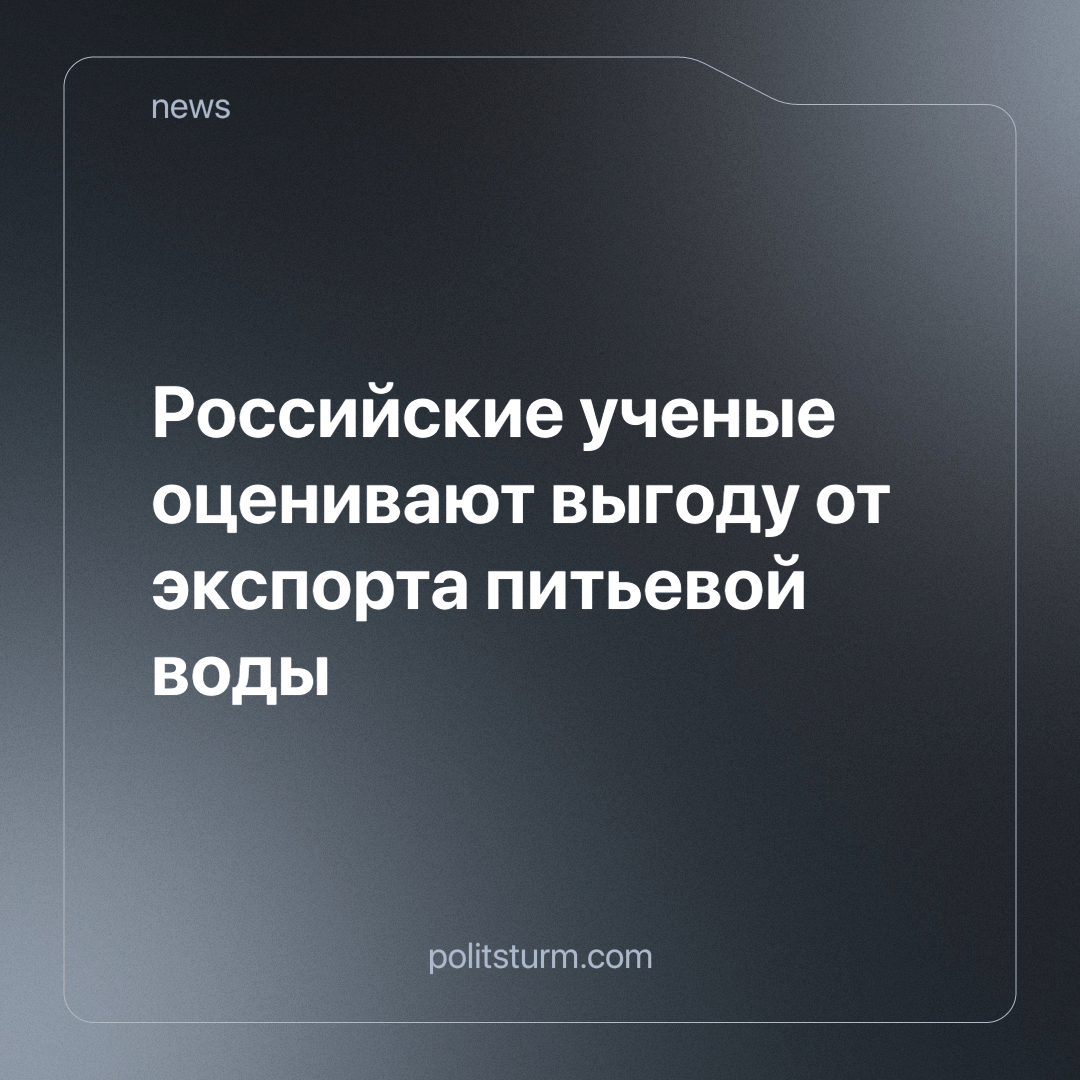 news
Российские ученые
оценивают выгоду от
экспорта питьевой
воды
politsturm.com